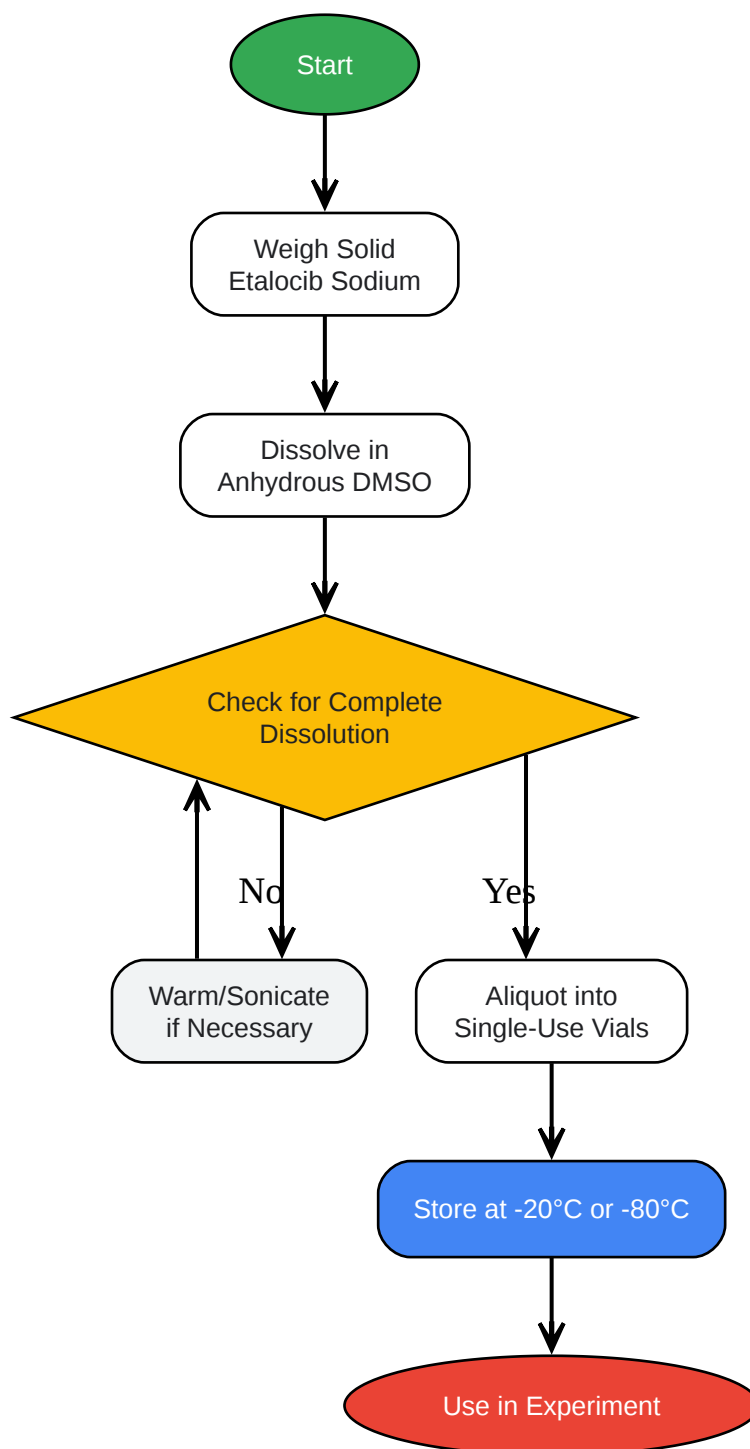 Start
Weigh Solid
Etalocib Sodium
Dissolve in
Anhydrous DMSO
Check for Complete
Dissolution
No
Yes
Warm/Sonicate
if Necessary
Aliquot into
Single-Use Vials
Store at -20°C or -80°C
Use in Experiment